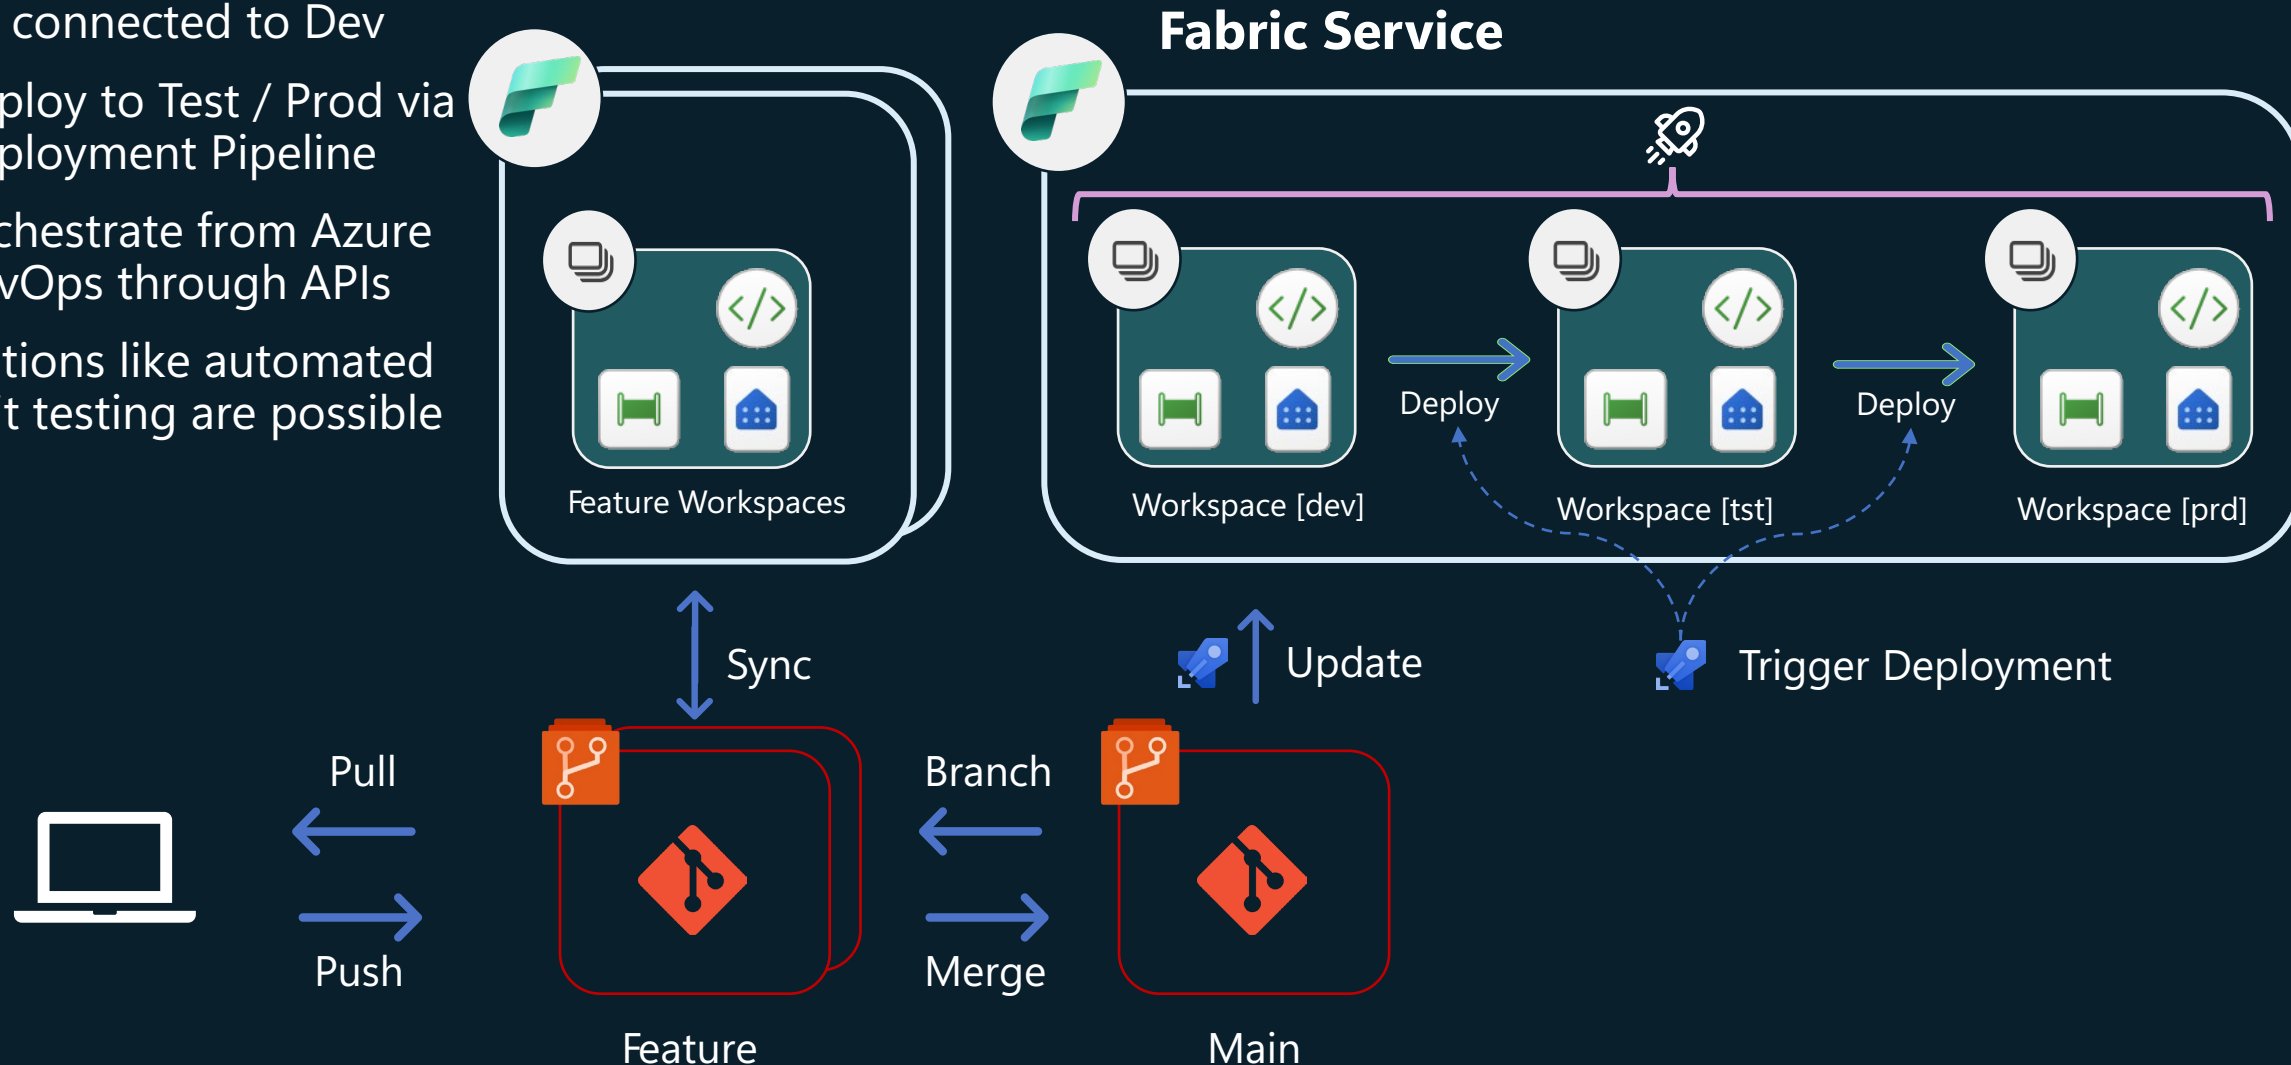 connected to Dev
ploy to Test / Prod via
ployment Pipeline
chestrate from Azure
vOps through APIs
tions like automated
it testing are possible
Fabric Service
Deploy
Deploy
Feature Workspaces
Workspace [dev]
Workspace [tst]
Workspace [prd]
Sync
Update
Trigger Deployment
Pull
Branch
Push
Merge
Feature
Main